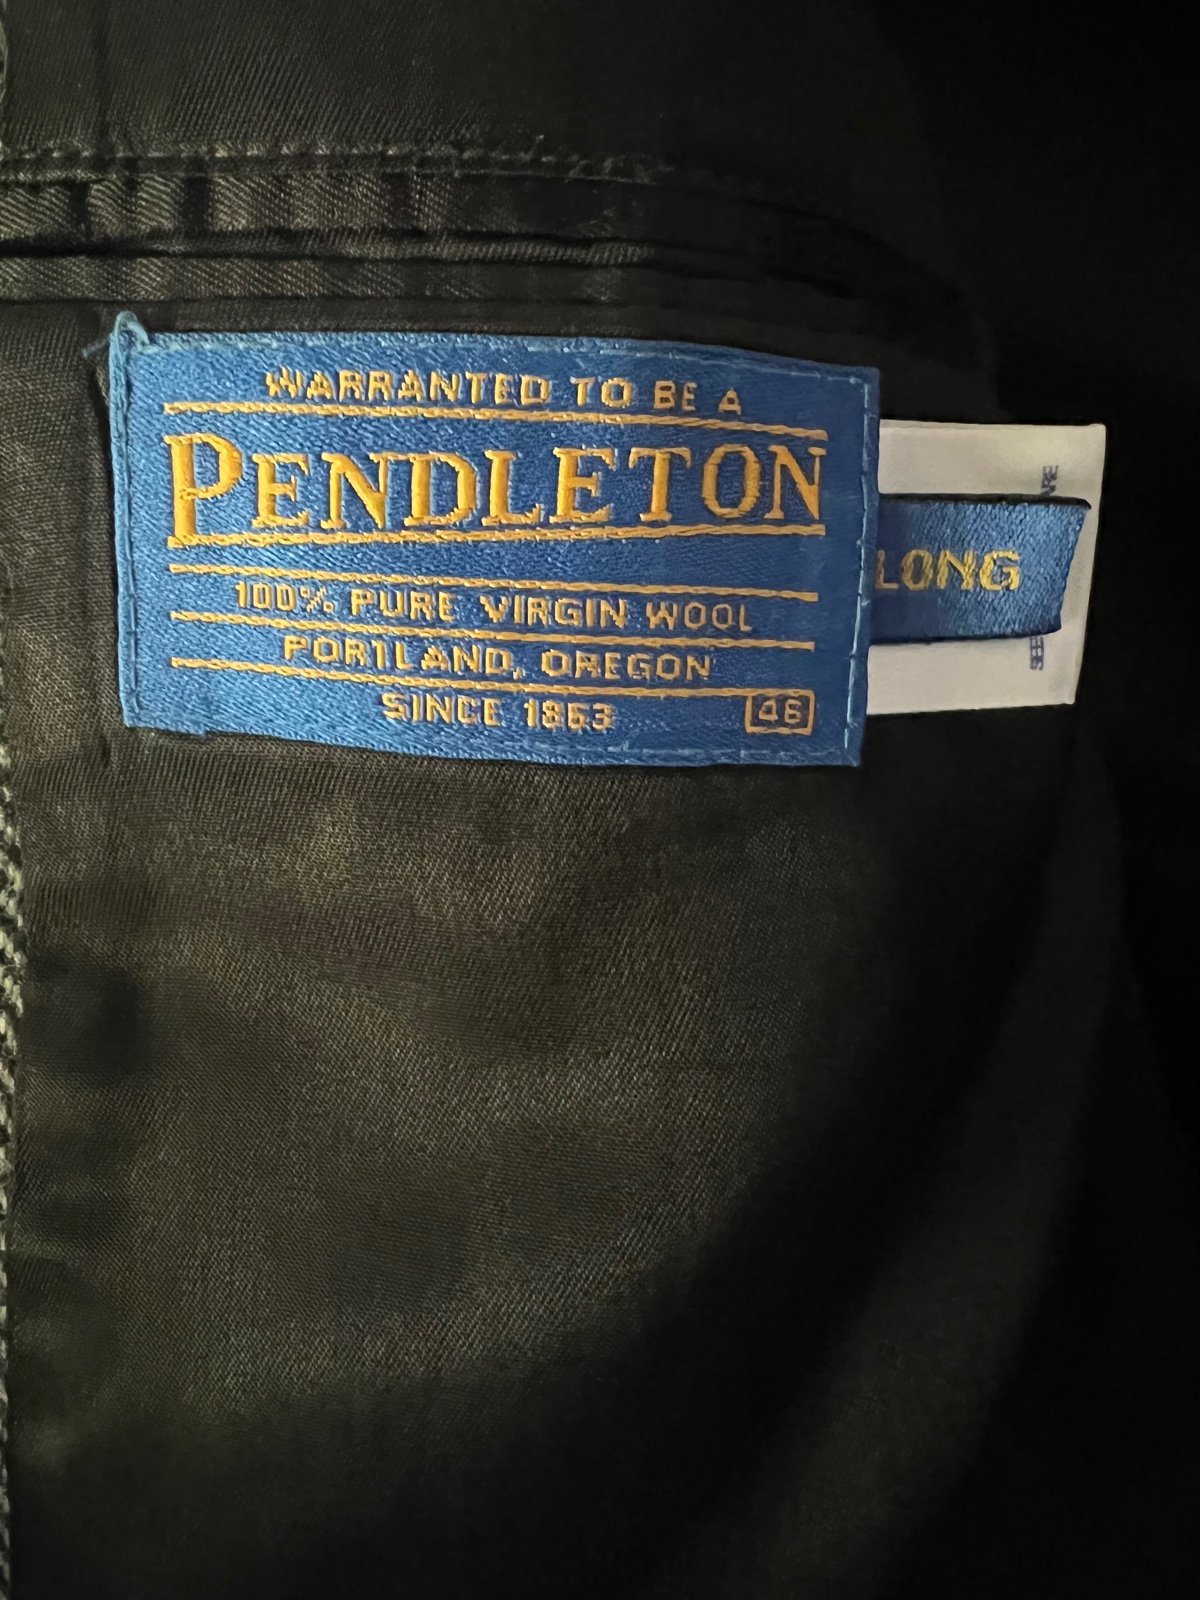 WARRANTED TO BE A
PENDLETON
100% PURE VIRGIN WOOL
PORTLAND, OREGON
SINCE 1863
46
LONG